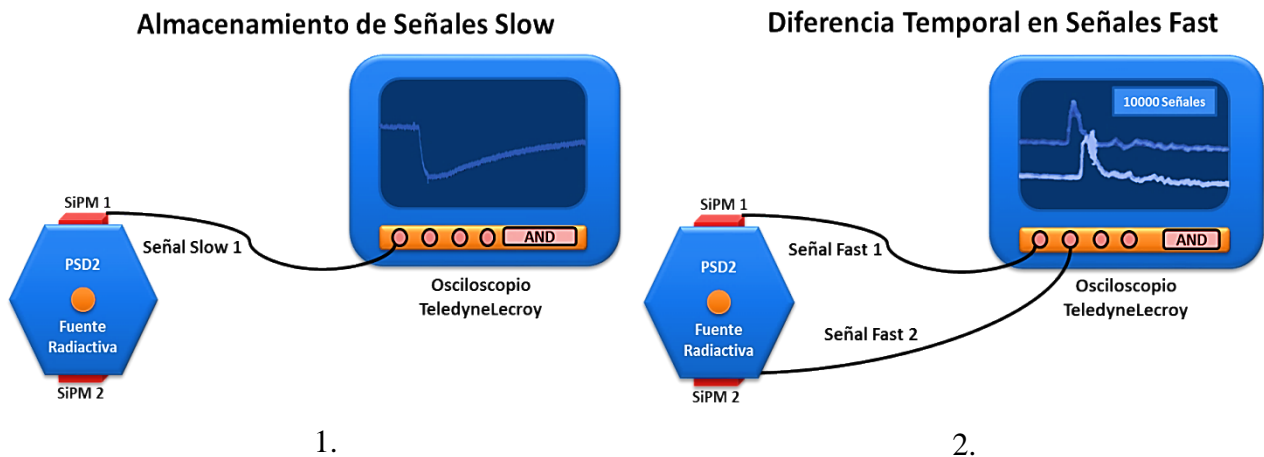 Almacenamiento de Señales Slow
SiPM 1
Señal Slow 1
PSD2
Fuente
Radiactiva
SiPM 2
AND
Osciloscopio
TeledyneLecroy
1.
Diferencia Temporal en Señales Fast
10000 Señales
SiPM 1
Señal Fast 1
PSD2
Fuente
Radiactiva
Señal Fast 2
SiPM 2
AND
Osciloscopio
TeledyneLecroy
2.